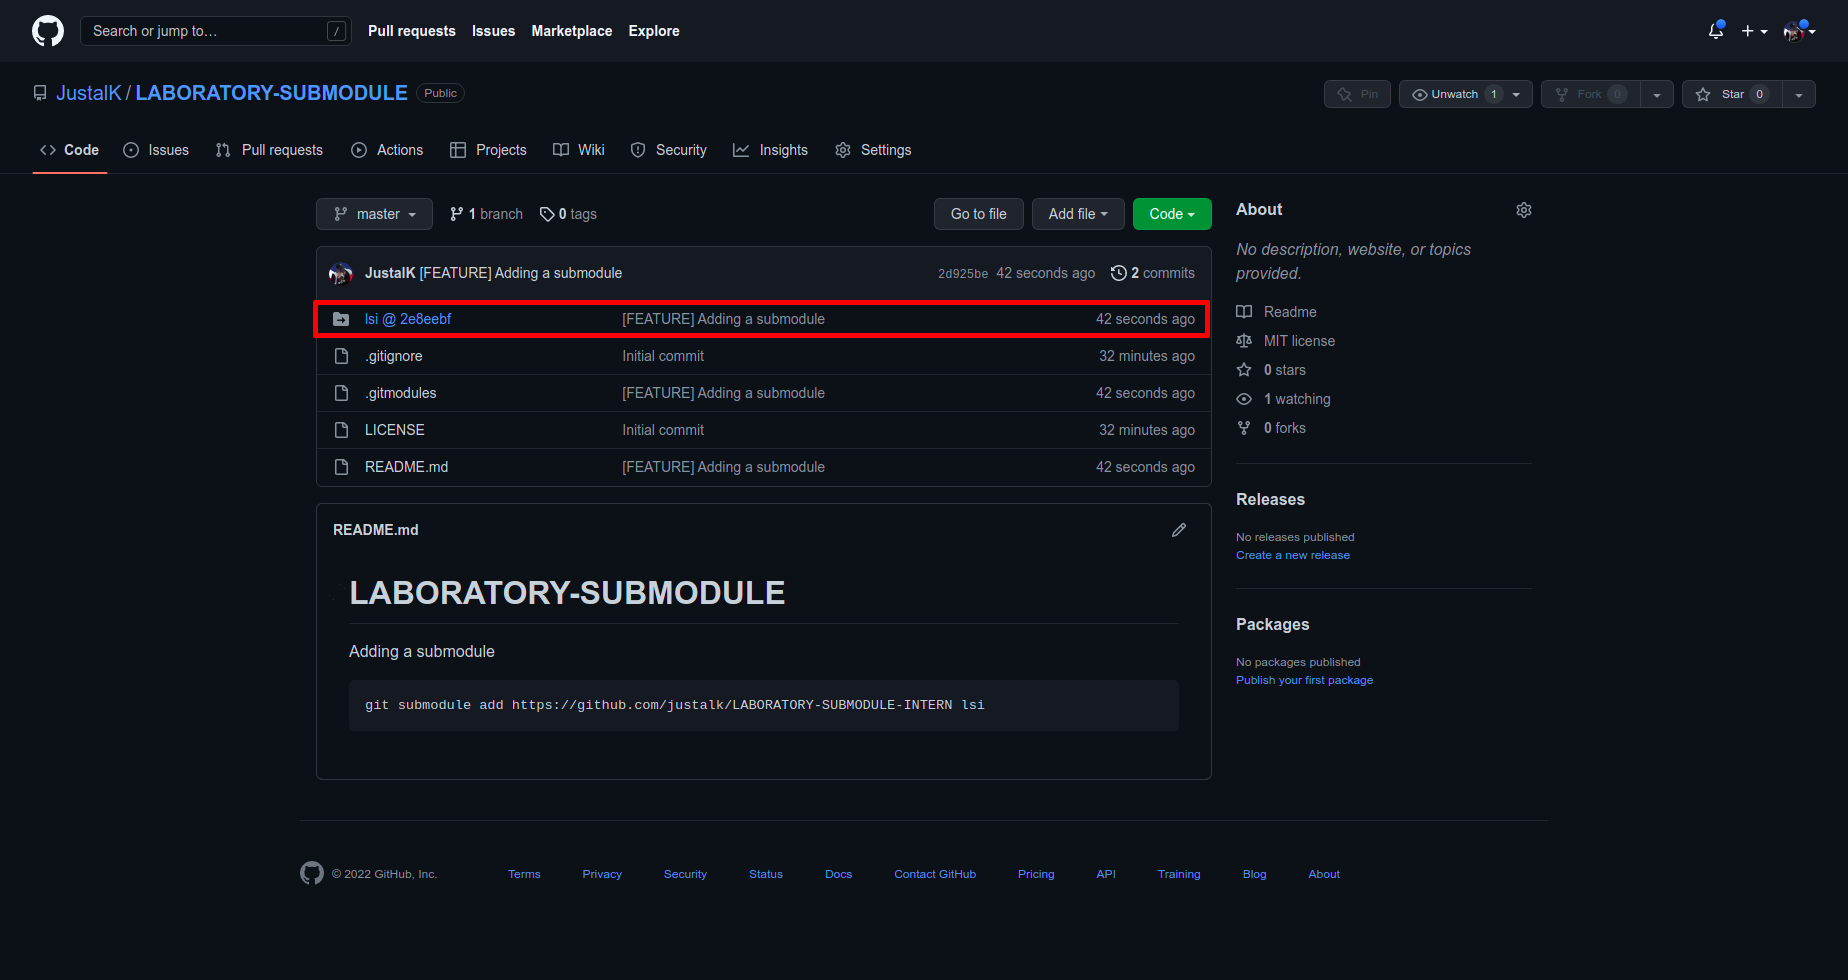 Search or jump to… / Pull requests Issues Marketplace Explore
JustalK / LABORATORY-SUBMODULE Public Pin Unwatch 1 Fork 0 Star 0
Code Issues Pull requests Actions Projects Wiki Security Insights Settings
master 1 branch 0 tags Go to file Add file Code
JustalK [FEATURE] Adding a submodule 2d925be 42 seconds ago 2 commits
lsi @ 2e8eebf [FEATURE] Adding a submodule 42 seconds ago
.gitignore Initial commit 32 minutes ago
.gitmodules [FEATURE] Adding a submodule 42 seconds ago
LICENSE Initial commit 32 minutes ago
README.md [FEATURE] Adding a submodule 42 seconds ago
README.md
LABORATORY-SUBMODULE
Adding a submodule
git submodule add https://github.com/justalk/LABORATORY-SUBMODULE-INTERN lsi
About
No description, website, or topics
provided.
Readme
MIT license
0 stars
1 watching
0 forks
Releases
No releases published
Create a new release
Packages
No packages published
Publish your first package
© 2022 GitHub, Inc. Terms Privacy Security Status Docs Contact GitHub Pricing API Training Blog About